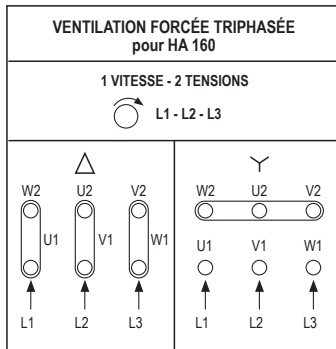 VENTILATION FORCÉE TRIPHASÉE
pour HA 160
1 VITESSE - 2 TENSIONS
L1 - L2 - L3
W2 U2 V2
U1 V1 W1
L1 L2 L3
W2 U2 V2
U1 V1 W1
L1 L2 L3